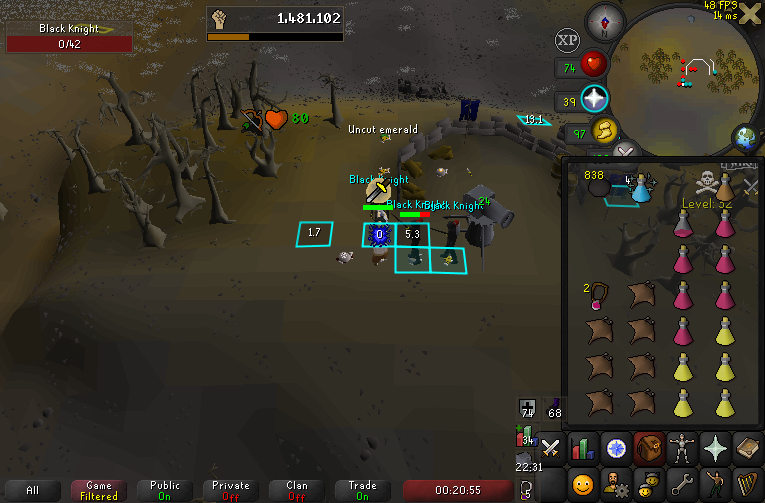 Black Knight
0/42
1,481,102
48 FPS
14 ms
XP
74
39
97
N
80
Uncut emerald
13.1
Black Knight
Black Knight
Black Knight
24
1.7
0
5.3
838
4
Level: 52
2
74
68
34
22:31
All
Game
Filtered
Public
On
Private
Off
Clan
Off
Trade
On
00:20:55